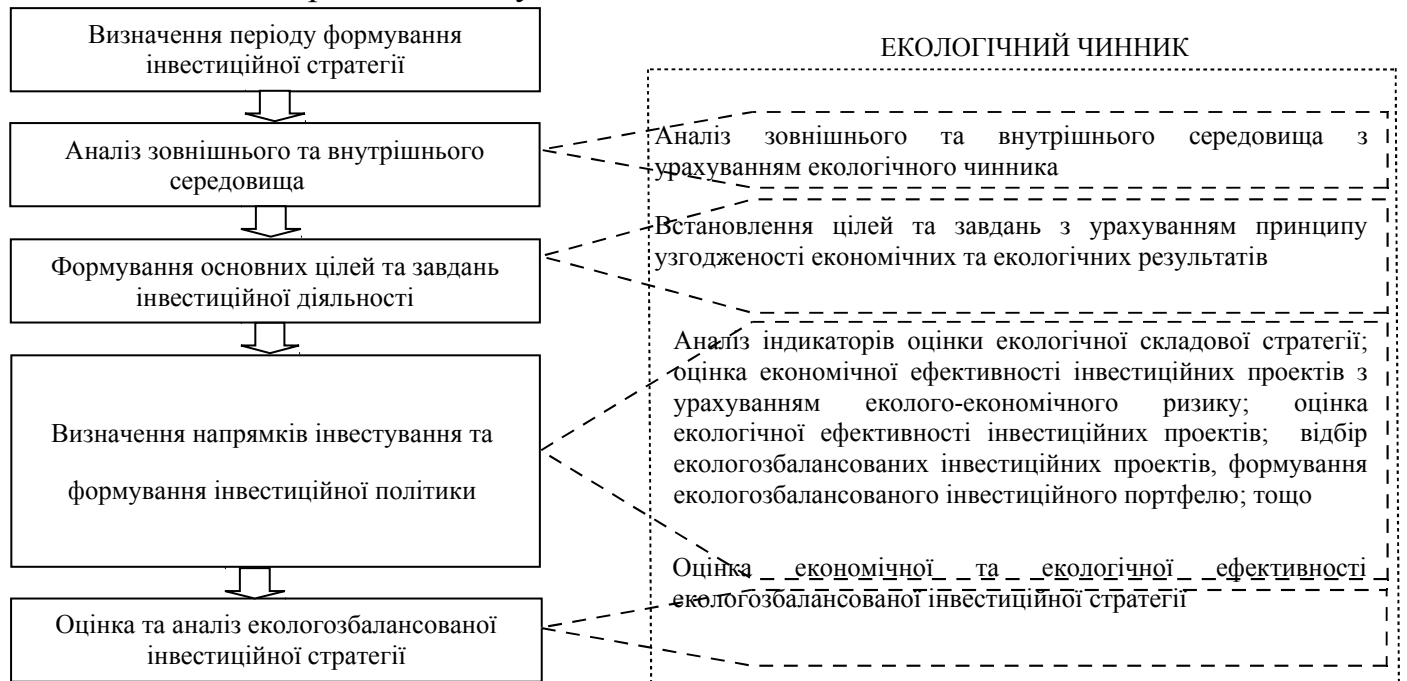 Визначення періоду формування
інвестиційної стратегії
Аналіз зовнішнього та внутрішнього
середовища
Формування основних цілей та завдань
інвестиційної діяльності
Визначення напрямків інвестування та
формування інвестиційної політики
Оцінка та аналіз екологозбалансованої
інвестиційної стратегії
ЕКОЛОГІЧНИЙ ЧИННИК
Аналіз зовнішнього та внутрішнього середовища з
урахуванням екологічного чинника
Встановлення цілей та завдань з урахуванням принципу
узгодженості економічних та екологічних результатів
Аналіз індикаторів оцінки екологічної складової стратегії;
оцінка економічної ефективності інвестиційних проектів з
урахуванням еколого-економічного ризику; оцінка
екологічної ефективності інвестиційних проектів; відбір
екологозбалансованих інвестиційних проектів, формування
екологозбалансованого інвестиційного портфелю; тощо
Оцінка економічної та екологічної ефективності
екологозбалансованої інвестиційної стратегії